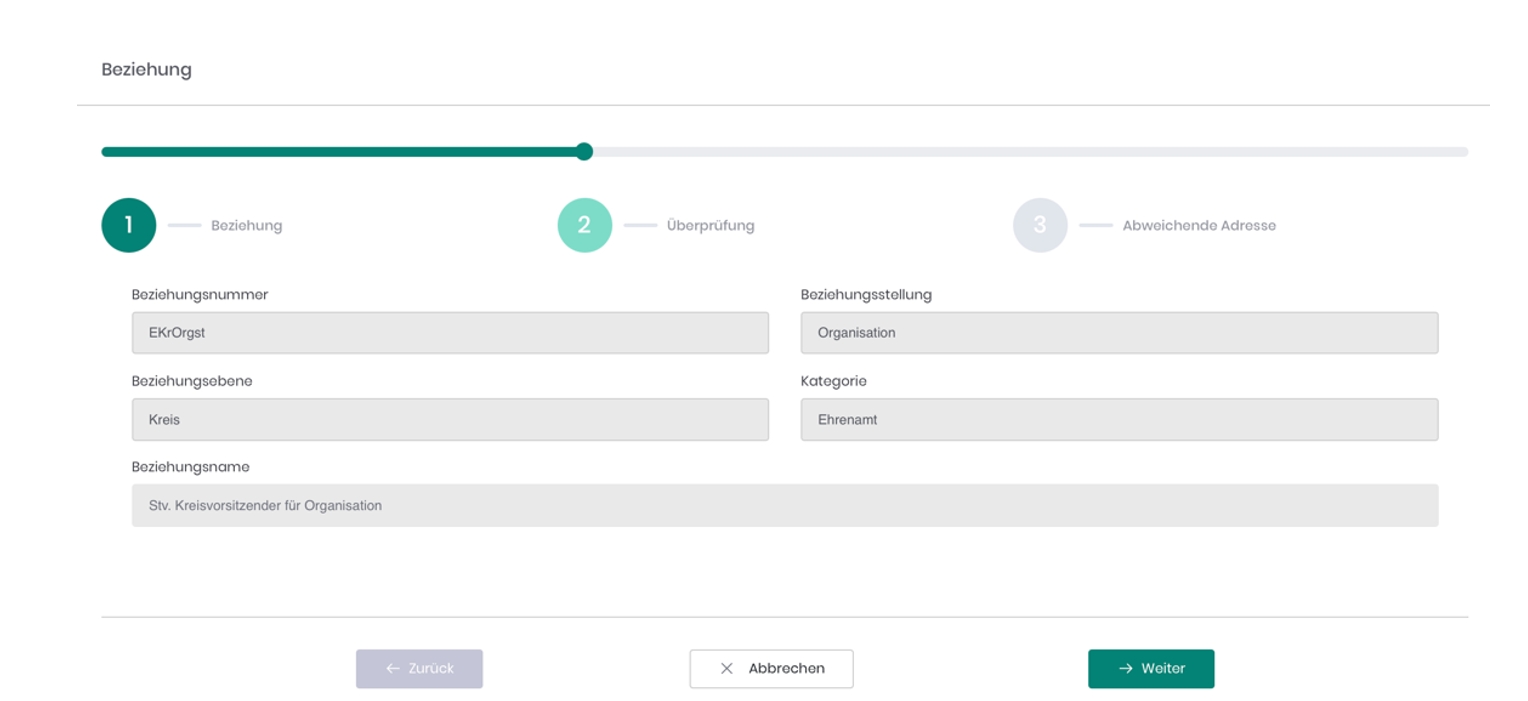 Beziehung
1 Beziehung 2 Überprüfung 3 Abweichende Adresse
Beziehungsnummer Beziehungsstellung
EKrOrgst Organisation
Beziehungsebene Kategorie
Kreis Ehrenamt
Beziehungsname
Stv. Kreisvorsitzender für Organisation
← Zurück × Abbrechen → Weiter